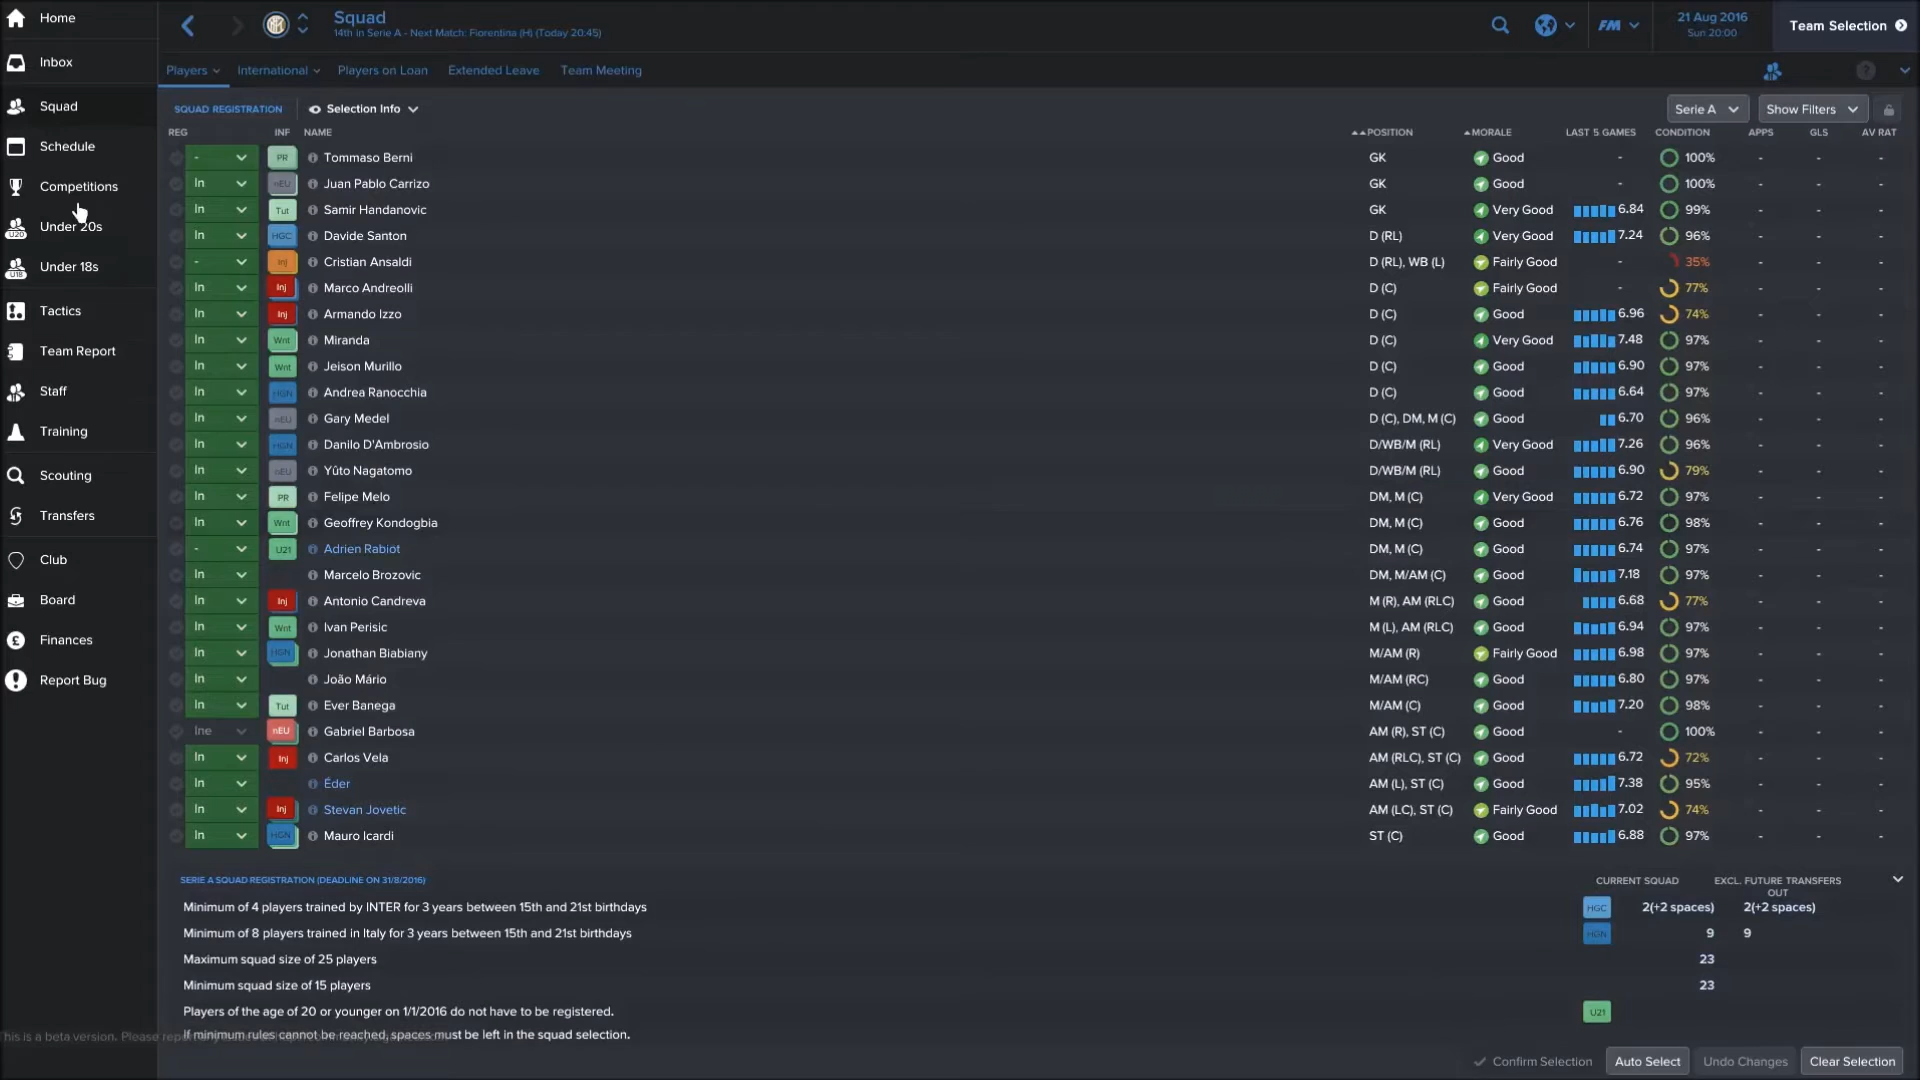 Home
Inbox
Squad
Schedule
Competitions
Under 20s
Under 18s
Tactics
Team Report
Staff
Training
Scouting
Transfers
Club
Board
Finances
Report Bug
Squad
14th in Serie A - Next Match: Fiorentina (H) (Today 20:45)
FM
21 Aug 2016
Sun 20:00
Team Selection
Players International Players on Loan Extended Leave Team Meeting
SQUAD REGISTRATION Selection Info Serie A Show Filters
REG INF NAME POSITION MORALE LAST 5 GAMES CONDITION APPS GLS AV RAT
- PR Tommaso Berni GK Good - 100% - - -
In nEU Juan Pablo Carrizo GK Good - 100% - - -
In Tut Samir Handanovic GK Very Good 6.84 99% - - -
In HGC Davide Santon D (RL) Very Good 7.24 96% - - -
- Inj Cristian Ansaldi D (RL), WB (L) Fairly Good - 35% - - -
In Inj Marco Andreolli D (C) Fairly Good - 77% - - -
In Inj Armando Izzo D (C) Good 6.96 74% - - -
In Wnt Miranda D (C) Very Good 7.48 97% - - -
In Wnt Jeison Murillo D (C) Good 6.90 97% - - -
In HGN Andrea Ranocchia D (C) Good 6.64 97% - - -
In nEU Gary Medel D (C), DM, M (C) Good 6.70 96% - - -
In HGN Danilo D'Ambrosio D/WB/M (RL) Very Good 7.26 96% - - -
In nEU Yûto Nagatomo D/WB/M (RL) Good 6.90 79% - - -
In PR Felipe Melo DM, M (C) Very Good 6.72 97% - - -
In Wnt Geoffrey Kondogbia DM, M (C) Good 6.76 98% - - -
- U21 Adrien Rabiot DM, M (C) Good 6.74 97% - - -
In Marcelo Brozovic DM, M/AM (C) Good 7.18 97% - - -
In Inj Antonio Candreva M (R), AM (RLC) Good 6.68 77% - - -
In Wnt Ivan Perisic M (L), AM (RLC) Good 6.94 97% - - -
In HGN Jonathan Biabiany M/AM (R) Fairly Good 6.98 97% - - -
In João Mário M/AM (RC) Good 6.80 97% - - -
In Tut Ever Banega M/AM (C) Good 7.20 98% - - -
Ine nEU Gabriel Barbosa AM (R), ST (C) Good - 100% - - -
In Inj Carlos Vela AM (RLC), ST (C) Good 6.72 72% - - -
In Éder AM (L), ST (C) Good 7.38 95% - - -
In Inj Stevan Jovetic AM (LC), ST (C) Fairly Good 7.02 74% - - -
In HGN Mauro Icardi ST (C) Good 6.88 97% - - -
SERIE A SQUAD REGISTRATION (DEADLINE ON 31/8/2016) CURRENT SQUAD EXCL. FUTURE TRANSFERS OUT
Minimum of 4 players trained by INTER for 3 years between 15th and 21st birthdays HGC 2(+2 spaces) 2(+2 spaces)
Minimum of 8 players trained in Italy for 3 years between 15th and 21st birthdays HGN 9 9
Maximum squad size of 25 players 23
Minimum squad size of 15 players 23
Players of the age of 20 or younger on 1/1/2016 do not have to be registered. U21
If minimum rules cannot be reached, spaces must be left in the squad selection.
This is a beta version. Please
Confirm Selection Auto Select Undo Changes Clear Selection